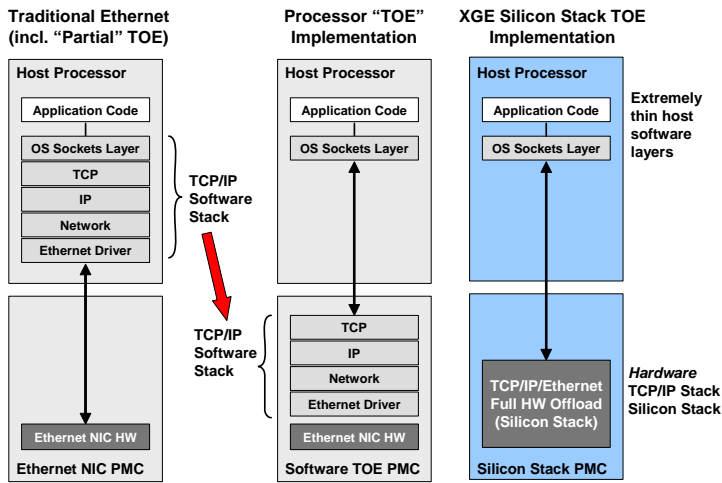 Traditional Ethernet
(incl. “Partial” TOE)
Host Processor
Application Code
OS Sockets Layer
TCP
IP
Network
Ethernet Driver
TCP/IP
Software
Stack
Ethernet NIC HW
Ethernet NIC PMC
Processor “TOE”
Implementation
Host Processor
Application Code
OS Sockets Layer
TCP/IP
Software
Stack
TCP
IP
Network
Ethernet Driver
Ethernet NIC HW
Software TOE PMC
XGE Silicon Stack TOE
Implementation
Host Processor
Application Code
OS Sockets Layer
Extremely
thin host
software
layers
TCP/IP/Ethernet
Full HW Offload
(Silicon Stack)
Hardware
TCP/IP Stack
Silicon Stack
Silicon Stack PMC